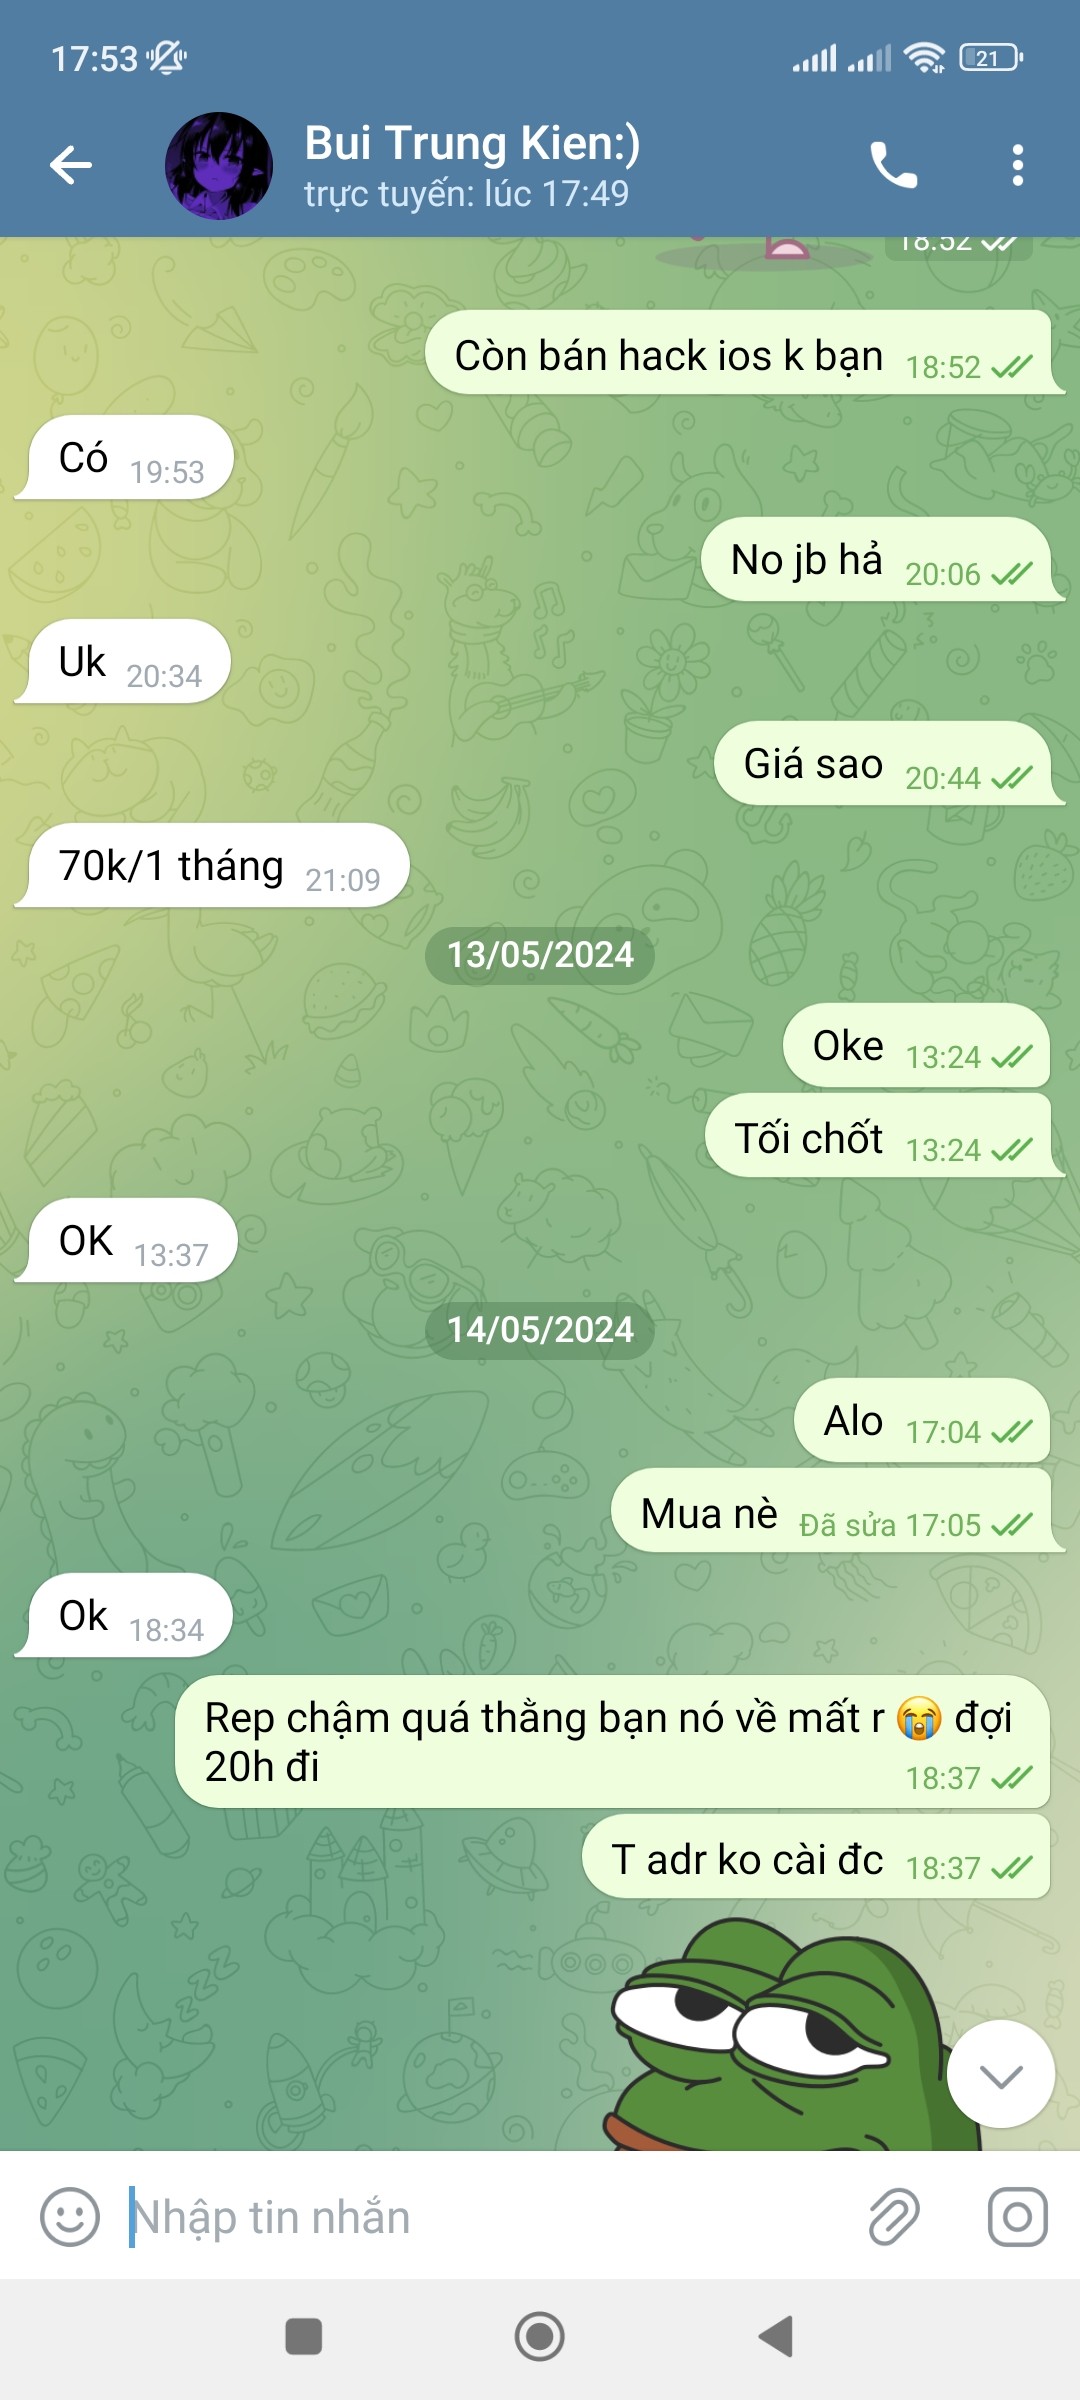 17:53
21
Bui Trung Kien:)
trực tuyến: lúc 17:49
18:52
Còn bán hack ios k bạn 18:52
Có 19:53
No jb hả 20:06
Uk 20:34
Giá sao 20:44
70k/1 tháng 21:09
13/05/2024
Oke 13:24
Tối chốt 13:24
OK 13:37
14/05/2024
Alo 17:04
Mua nè Đã sửa 17:05
Ok 18:34
Rep chậm quá thằng bạn nó về mất r 😭 đợi
20h đi 18:37
T adr ko cài đc 18:37
Nhập tin nhắn